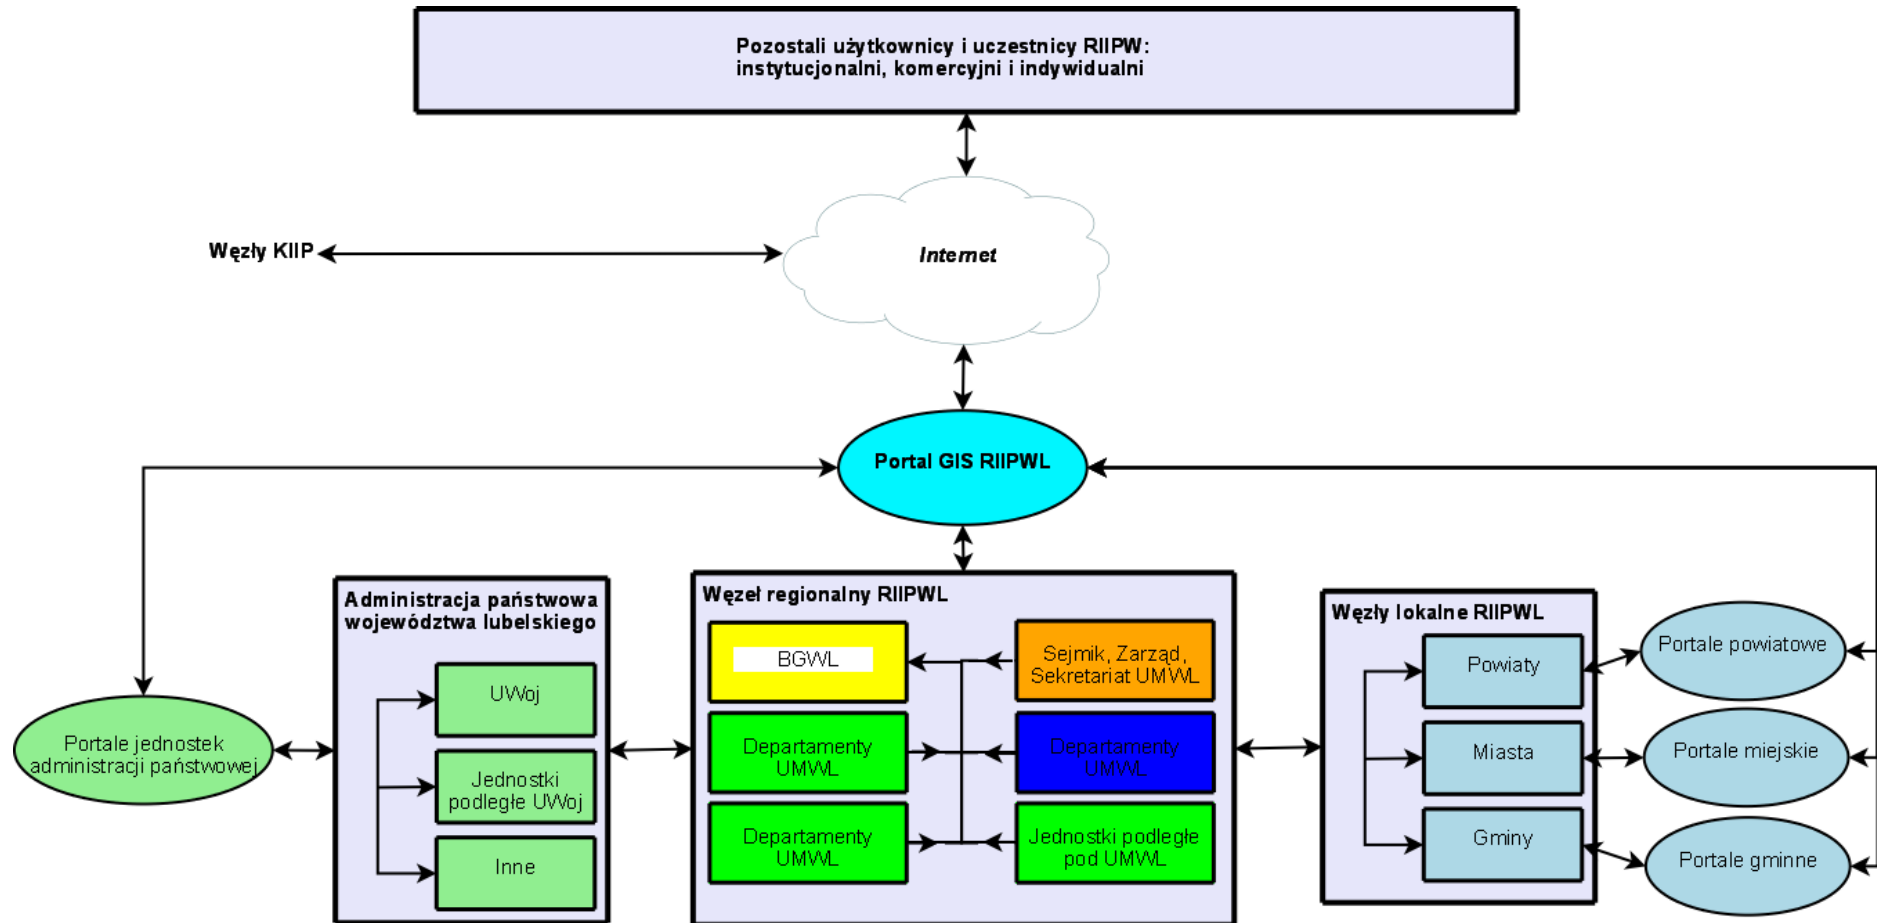 Pozostali użytkownicy i uczestnicy RIIPW:
instytucjonalni, komercyjni i indywidualni
Węzły KIIP
Internet
Portal GIS RIIPWL
Administracja państwowa
województwa lubelskiego
UWoj
Jednostki
podległe UWoj
Inne
Portale jednostek
administracji państwowej
Węzeł regionalny RIIPWL
BGWL
Sejmik, Zarząd,
Sekretariat UMWL
Departamenty
UMWL
Departamenty
UMWL
Departamenty
UMWL
Jednostki podległe
pod UMWL
Węzły lokalne RIIPWL
Powiaty
Miasta
Gminy
Portale powiatowe
Portale miejskie
Portale gminne